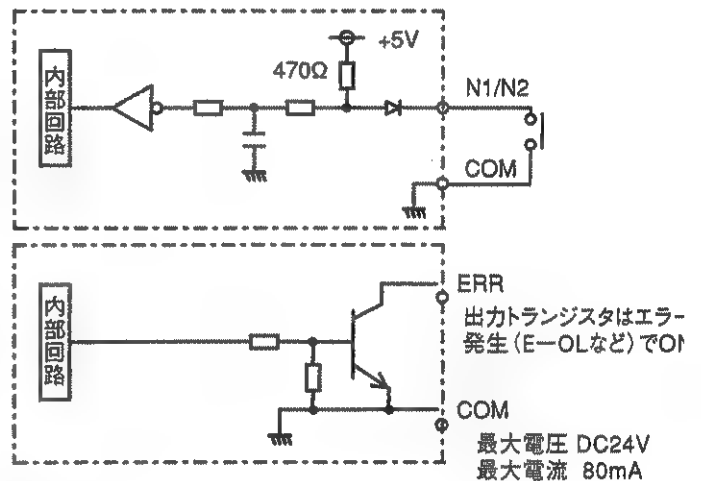 +5V
470Ω
内部回路
N1/N2
COM
内部回路
ERR
出力トランジスタはエラー
発生（E－OLなど）でON
COM
最大電圧 DC24V
最大電流 80mA